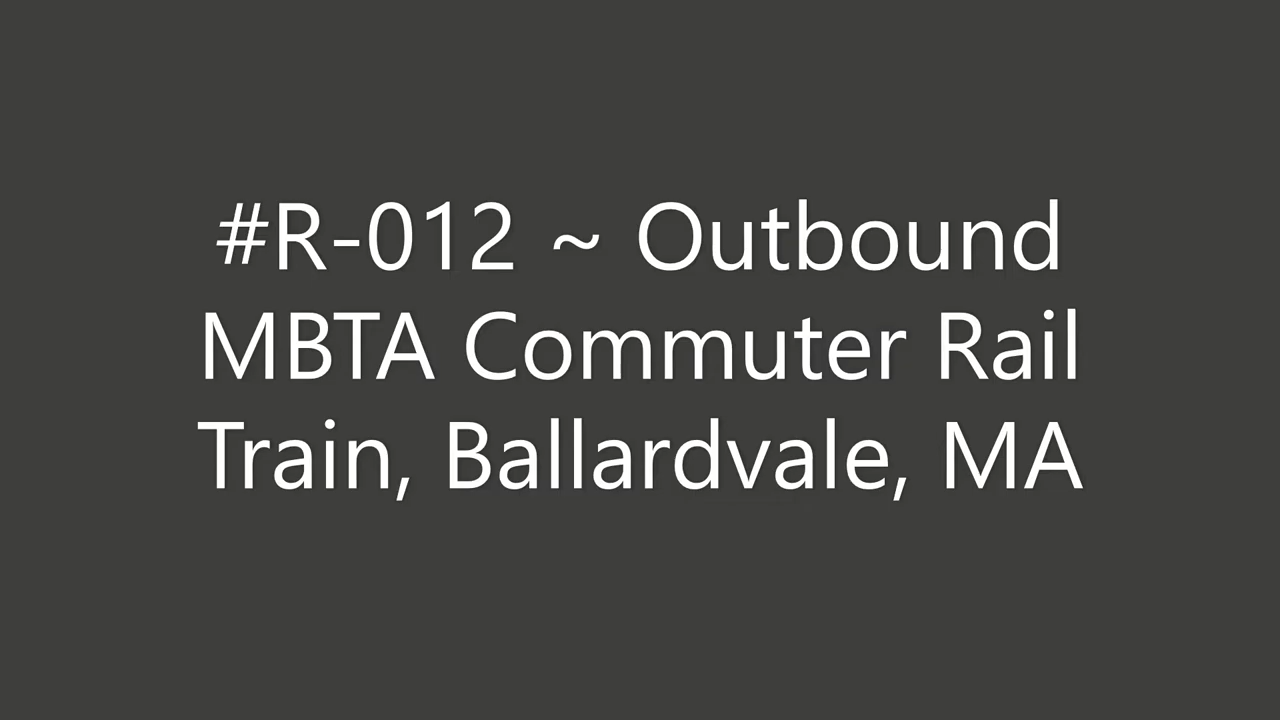 #R-012 ~ Outbound
MBTA Commuter Rail
Train, Ballardvale, MA